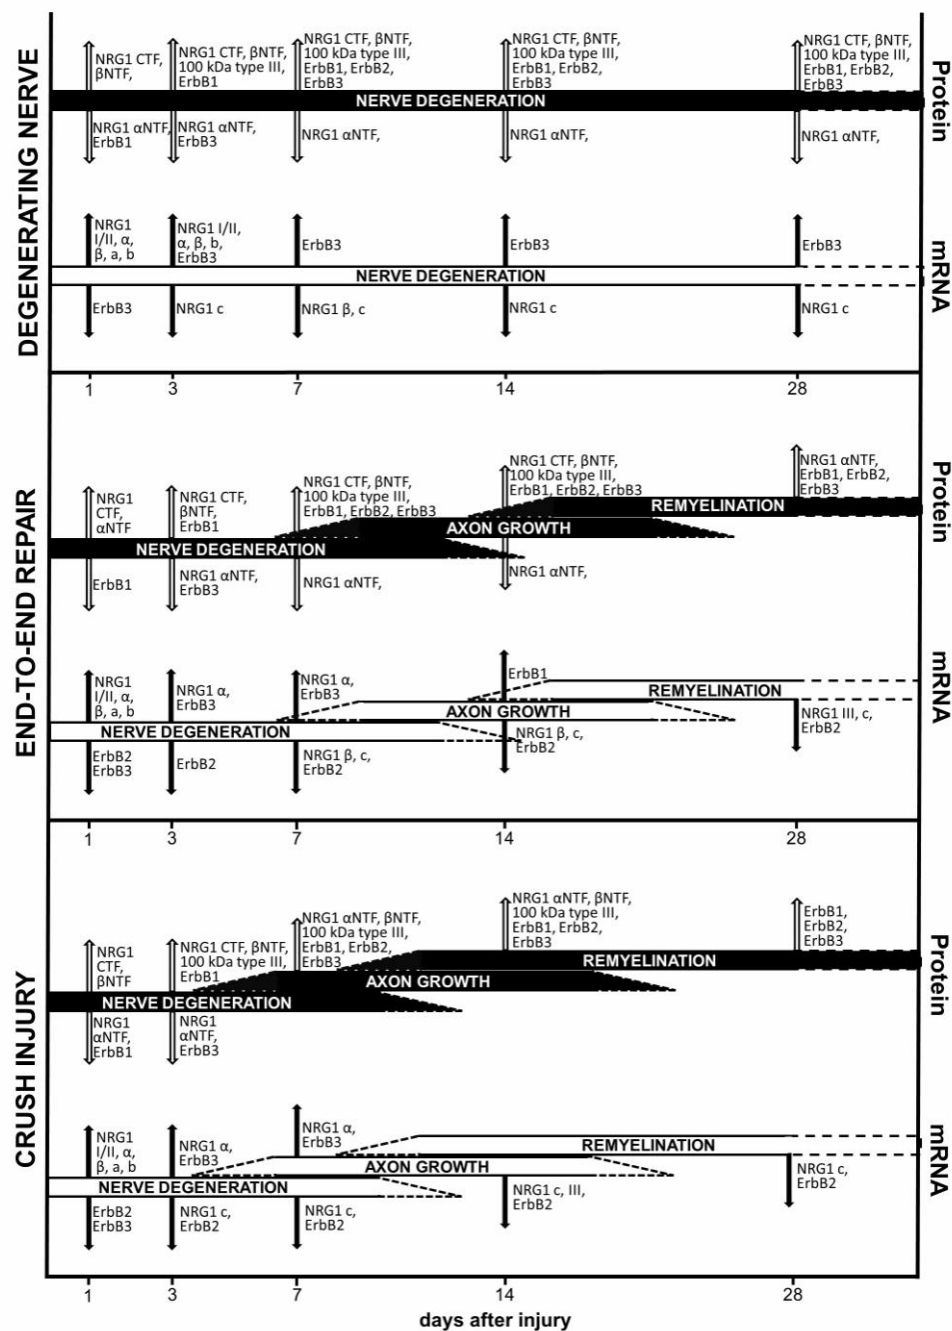 DEGENERATING NERVE
Protein
NRG1 CTF,
βNTF,
NRG1 CTF, βNTF,
100 kDa type III,
ErbB1
NRG1 CTF, βNTF,
100 kDa type III,
ErbB1, ErbB2,
ErbB3
NRG1 CTF, βNTF,
100 kDa type III,
ErbB1, ErbB2,
ErbB3
NRG1 CTF, βNTF,
100 kDa type III,
ErbB1, ErbB2,
ErbB3
NERVE DEGENERATION
NRG1 αNTF,
ErbB1
NRG1 αNTF,
ErbB3
NRG1 αNTF,
NRG1 αNTF,
NRG1 αNTF,
mRNA
NRG1
I/II, α,
β, a, b
NRG1 I/II,
α, β, b,
ErbB3
ErbB3
ErbB3
ErbB3
NERVE DEGENERATION
ErbB3
NRG1 c
NRG1 β, c
NRG1 c
NRG1 c
1 3 7 14 28
END-TO-END REPAIR
Protein
NRG1
CTF,
αNTF
NRG1 CTF,
βNTF,
ErbB1
NRG1 CTF, βNTF,
100 kDa type III,
ErbB1, ErbB2, ErbB3
NRG1 CTF, βNTF,
100 kDa type III,
ErbB1, ErbB2, ErbB3
NRG1 αNTF,
ErbB1, ErbB2,
ErbB3
REMYELINATION
AXON GROWTH
NERVE DEGENERATION
ErbB1
NRG1 αNTF,
ErbB3
NRG1 αNTF,
NRG1 αNTF,
mRNA
NRG1
I/II, α,
β, a, b
NRG1 α,
ErbB3
NRG1 α,
ErbB3
ErbB1
REMYELINATION
AXON GROWTH
NERVE DEGENERATION
ErbB2
ErbB3
ErbB2
NRG1 β, c,
ErbB2
NRG1 β, c,
ErbB2
NRG1 III, c,
ErbB2
1 3 7 14 28
CRUSH INJURY
Protein
NRG1
CTF,
βNTF
NRG1 CTF, βNTF,
100 kDa type III,
ErbB1
NRG1 αNTF, βNTF,
100 kDa type III,
ErbB1, ErbB2,
ErbB3
NRG1 αNTF, βNTF,
100 kDa type III,
ErbB1, ErbB2,
ErbB3
ErbB1,
ErbB2,
ErbB3
REMYELINATION
AXON GROWTH
NERVE DEGENERATION
NRG1
αNTF,
ErbB1
NRG1
αNTF,
ErbB3
mRNA
NRG1
I/II, α,
β, a, b
NRG1 α,
ErbB3
NRG1 α,
ErbB3
REMYELINATION
AXON GROWTH
NERVE DEGENERATION
ErbB2
ErbB3
NRG1 c,
ErbB2
NRG1 c,
ErbB2
NRG1 c, III,
ErbB2
NRG1 c,
ErbB2
1 3 7 14 28
days after injury